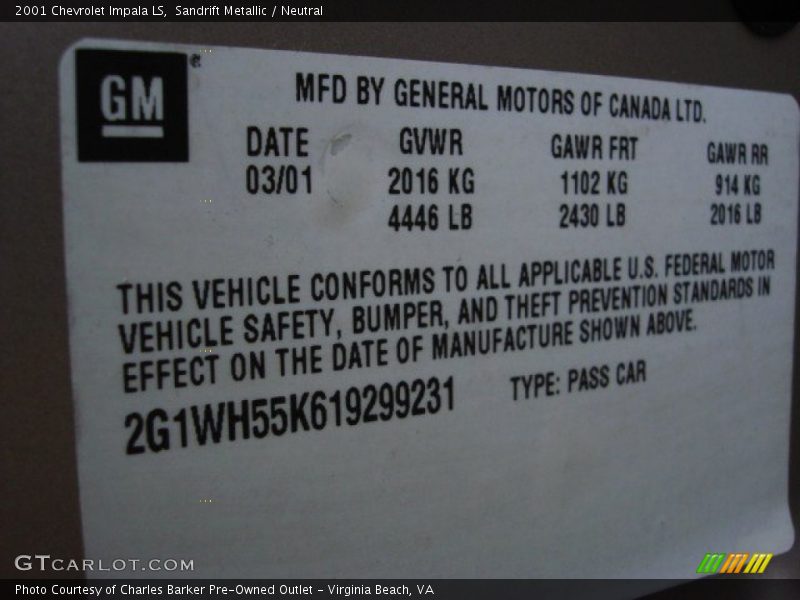 2001 Chevrolet Impala LS, Sandrift Metallic / Neutral
GM
MFD BY GENERAL MOTORS OF CANADA LTD.
DATE GVWR GAWR FRT GAWR RR
03/01 2016 KG 1102 KG 914 KG
4446 LB 2430 LB 2016 LB
THIS VEHICLE CONFORMS TO ALL APPLICABLE U.S. FEDERAL MOTOR
VEHICLE SAFETY, BUMPER, AND THEFT PREVENTION STANDARDS IN
EFFECT ON THE DATE OF MANUFACTURE SHOWN ABOVE.
2G1WH55K619299231 TYPE: PASS CAR
GTCARLOT.COM
Photo Courtesy of Charles Barker Pre-Owned Outlet - Virginia Beach, VA